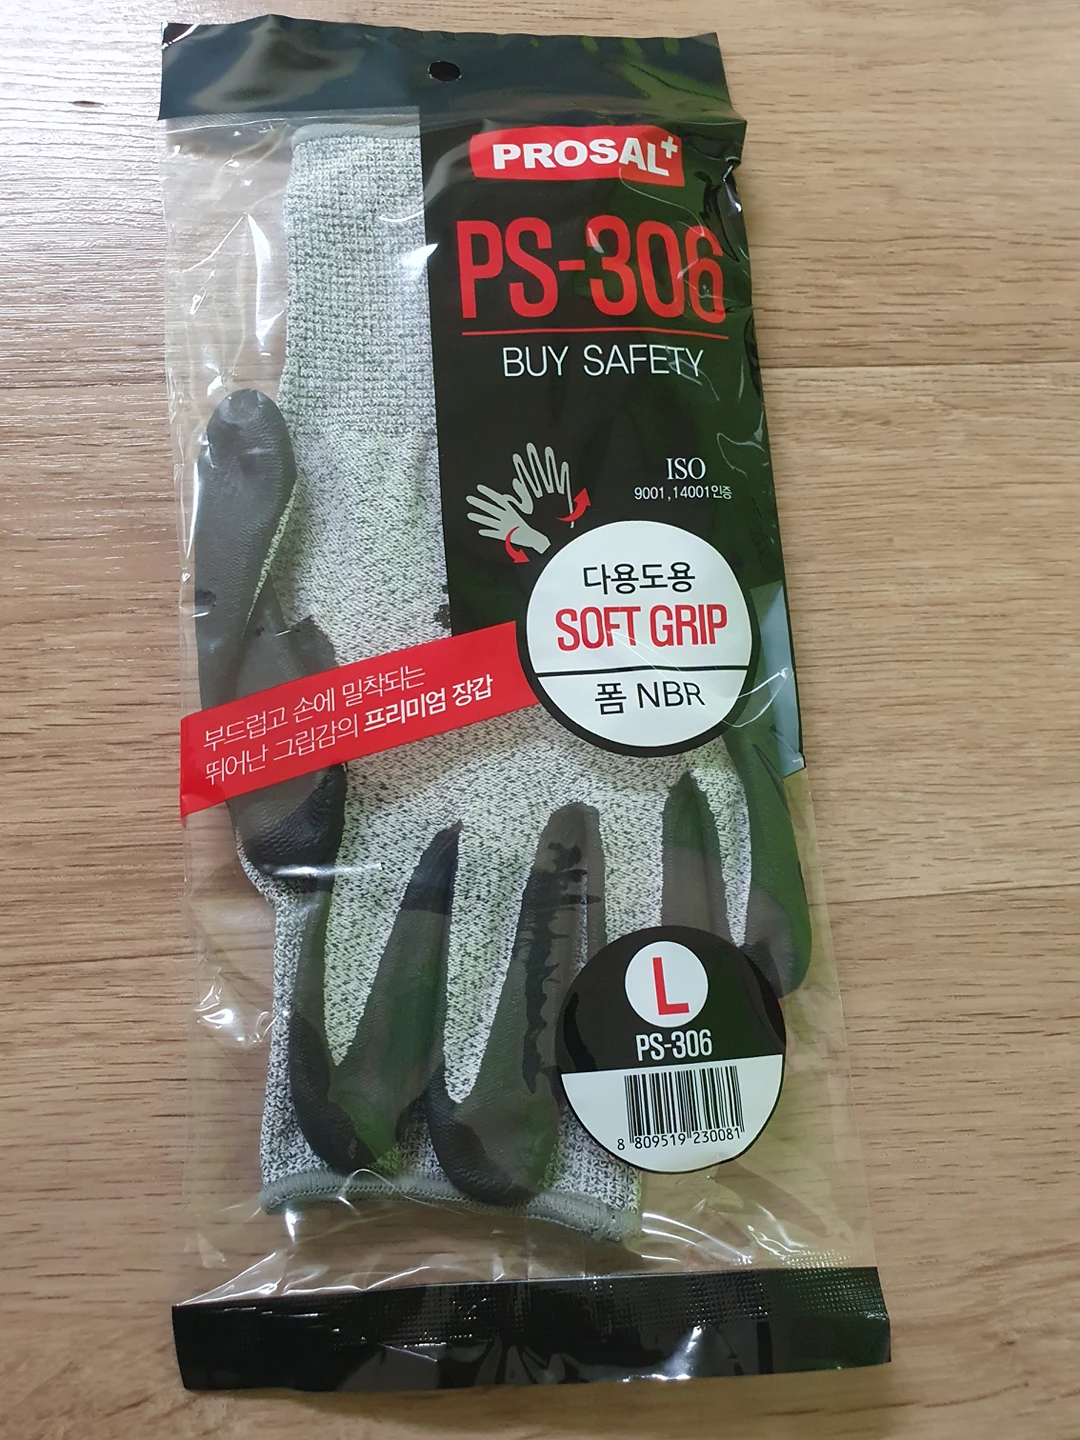 PROSAL+
PS-306
BUY SAFETY
ISO
9001,14001인증
다용도용
SOFT GRIP
폼 NBR
부드럽고 손에 밀착되는
뛰어난 그립감의 프리미엄 장갑
L
PS-306
8 809519 230081